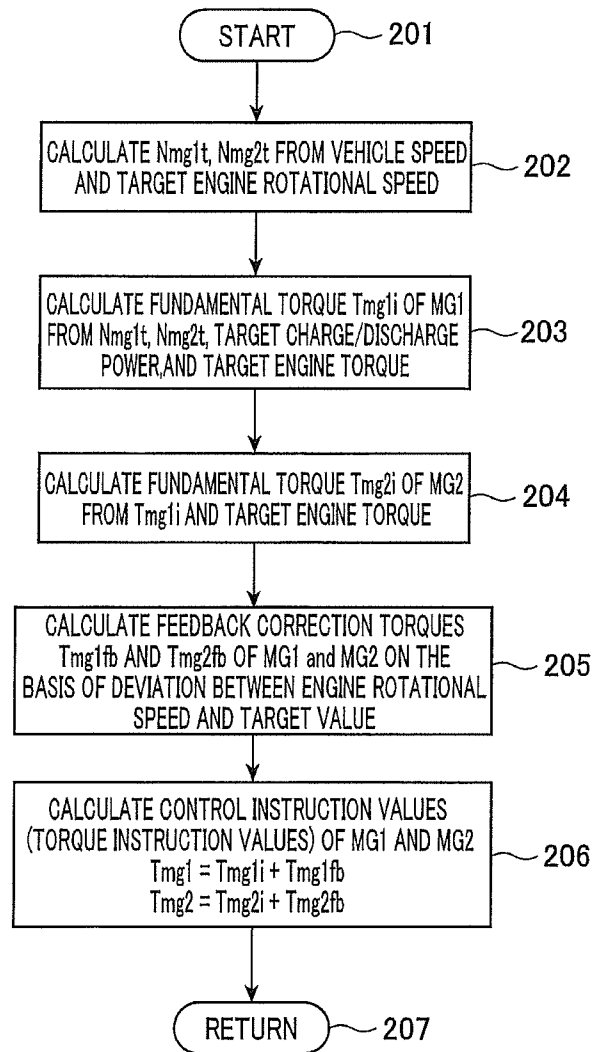 START
201
CALCULATE Nmg1t, Nmg2t FROM VEHICLE SPEED
AND TARGET ENGINE ROTATIONAL SPEED
202
CALCULATE FUNDAMENTAL TORQUE Tmg1i OF MG1
FROM Nmg1t, Nmg2t, TARGET CHARGE/DISCHARGE
POWER,AND TARGET ENGINE TORQUE
203
CALCULATE FUNDAMENTAL TORQUE Tmg2i OF MG2
FROM Tmg1i AND TARGET ENGINE TORQUE
204
CALCULATE FEEDBACK CORRECTION TORQUES
Tmg1fb AND Tmg2fb OF MG1 and MG2 ON THE
BASIS OF DEVIATION BETWEEN ENGINE ROTATIONAL
SPEED AND TARGET VALUE
205
CALCULATE CONTROL INSTRUCTION VALUES
(TORQUE INSTRUCTION VALUES) OF MG1 AND MG2
Tmg1 = Tmg1i + Tmg1fb
Tmg2 = Tmg2i + Tmg2fb
206
RETURN
207